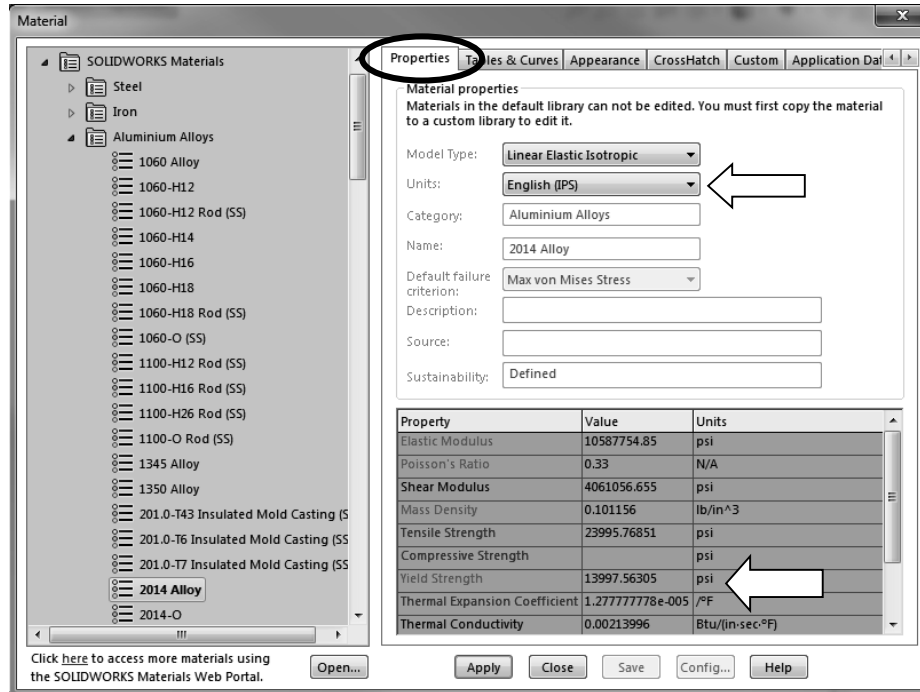 Material
SOLIDWORKS Materials
Steel
Iron
Aluminium Alloys
1060 Alloy
1060-H12
1060-H12 Rod (SS)
1060-H14
1060-H16
1060-H18
1060-H18 Rod (SS)
1060-O (SS)
1100-H12 Rod (SS)
1100-H16 Rod (SS)
1100-H26 Rod (SS)
1100-O Rod (SS)
1345 Alloy
1350 Alloy
201.0-T43 Insulated Mold Casting (S
201.0-T6 Insulated Mold Casting (SS
201.0-T7 Insulated Mold Casting (SS
2014 Alloy
2014-O
Click here to access more materials using
the SOLIDWORKS Materials Web Portal.
Open...
Properties Tables & Curves Appearance CrossHatch Custom Application Dat
Material properties
Materials in the default library can not be edited. You must first copy the material
to a custom library to edit it.
Model Type: Linear Elastic Isotropic
Units: English (IPS)
Category: Aluminium Alloys
Name: 2014 Alloy
Default failure
criterion: Max von Mises Stress
Description:
Source:
Sustainability: Defined
Property Value Units
Elastic Modulus 10587754.85 psi
Poisson's Ratio 0.33 N/A
Shear Modulus 4061056.655 psi
Mass Density 0.101156 lb/in^3
Tensile Strength 23995.76851 psi
Compressive Strength psi
Yield Strength 13997.56305 psi
Thermal Expansion Coefficient 1.277777778e-005 /°F
Thermal Conductivity 0.00213996 Btu/(in·sec·°F)
Apply Close Save Config... Help